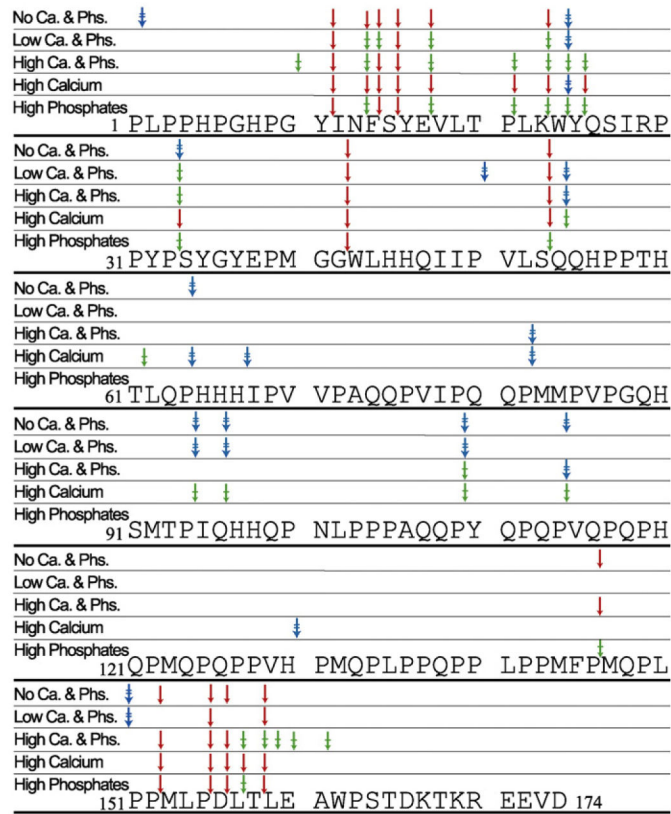 No Ca. & Phs.
Low Ca. & Phs.
High Ca. & Phs.
High Calcium
High Phosphates
1 PLPPHPGHPG YINFSYEVLT PLKWYQSIRP
No Ca. & Phs.
Low Ca. & Phs.
High Ca. & Phs.
High Calcium
High Phosphates
31 PYPSYGYEPM GGWLHHQIIP VLSQQHPPTH
No Ca. & Phs.
Low Ca. & Phs.
High Ca. & Phs.
High Calcium
High Phosphates
61 TLQPHHHIPV VPAQQPVIPQ QPMMPVPGQH
No Ca. & Phs.
Low Ca. & Phs.
High Ca. & Phs.
High Calcium
High Phosphates
91 SMTPIQHHQP NLPPPAQQPY QPQPVQPQPH
No Ca. & Phs.
Low Ca. & Phs.
High Ca. & Phs.
High Calcium
High Phosphates
121 QPMQPQPPVH PMQPLPPQPP LPPMFPMQPL
No Ca. & Phs.
Low Ca. & Phs.
High Ca. & Phs.
High Calcium
High Phosphates
151 PPMLPDLTLE AWPSTDKTKR EEVD 174